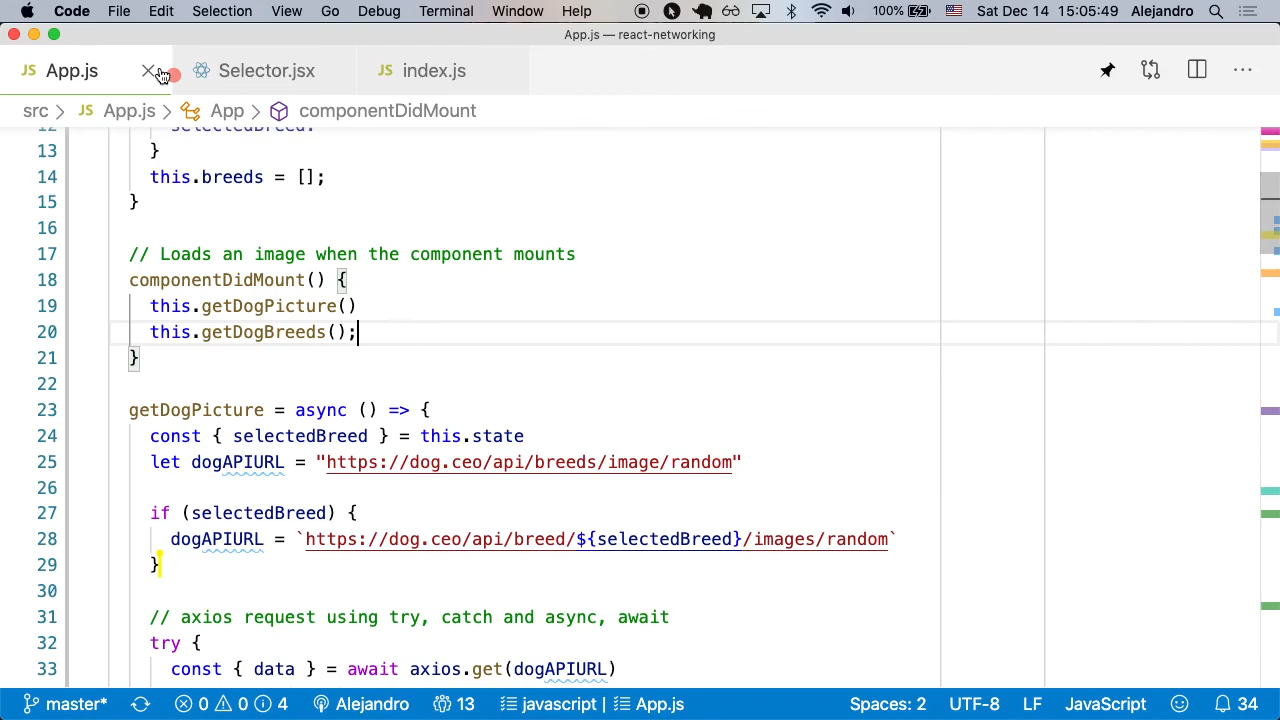 Code File Edit Selection View Go Debug Terminal Window Help 100% Sat Dec 14 15:05:49 Alejandro
App.js — react-networking
JS App.js Selector.jsx JS index.js
src > JS App.js > App > componentDidMount
12 selectedBreed:
13 }
14 this.breeds = [];
15 }
16
17 // Loads an image when the component mounts
18 componentDidMount() {
19 this.getDogPicture()
20 this.getDogBreeds();
21 }
22
23 getDogPicture = async () => {
24 const { selectedBreed } = this.state
25 let dogAPIURL = "https://dog.ceo/api/breeds/image/random"
26
27 if (selectedBreed) {
28 dogAPIURL = `https://dog.ceo/api/breed/${selectedBreed}/images/random`
29 }
30
31 // axios request using try, catch and async, await
32 try {
33 const { data } = await axios.get(dogAPIURL)
master* 0 0 4 Alejandro 13 javascript | App.js Spaces: 2 UTF-8 LF JavaScript 34